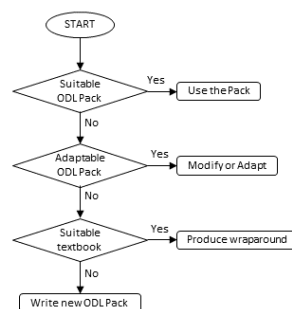 START
Suitable
ODL Pack
Yes
Use the Pack
No
Adaptable
ODL Pack
Yes
Modify or Adapt
No
Suitable
textbook
Yes
Produce wraparound
No
Write new ODL Pack